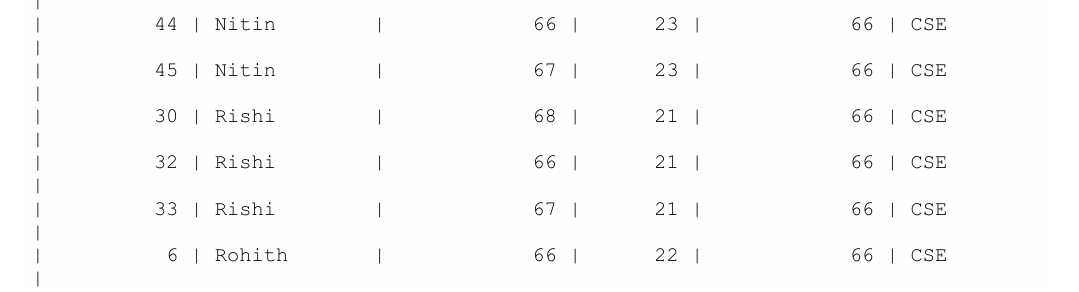 |
| 44 | Nitin | 66 | 23 | 66 | CSE
|
| 45 | Nitin | 67 | 23 | 66 | CSE
|
| 30 | Rishi | 68 | 21 | 66 | CSE
|
| 32 | Rishi | 66 | 21 | 66 | CSE
|
| 33 | Rishi | 67 | 21 | 66 | CSE
|
| 6 | Rohith | 66 | 22 | 66 | CSE
|